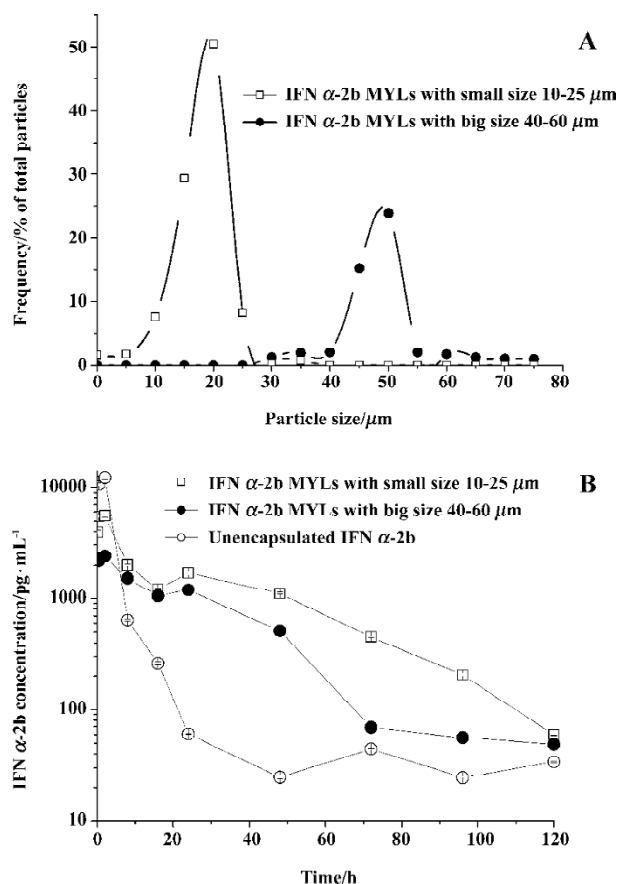 A
IFN α-2b MYLs with small size 10-25 μm
IFN α-2b MYLs with big size 40-60 μm
Frequency/% of total particles
50
40
30
20
10
0
0 10 20 30 40 50 60 70 80
Particle size/μm
B
IFN α-2b MYLs with small size 10-25 μm
IFN α-2b MYLs with big size 40-60 μm
Unencapsulated IFN α-2b
IFN α-2b concentration/pg·mL⁻¹
10000
1000
100
10
0 20 40 60 80 100 120
Time/h